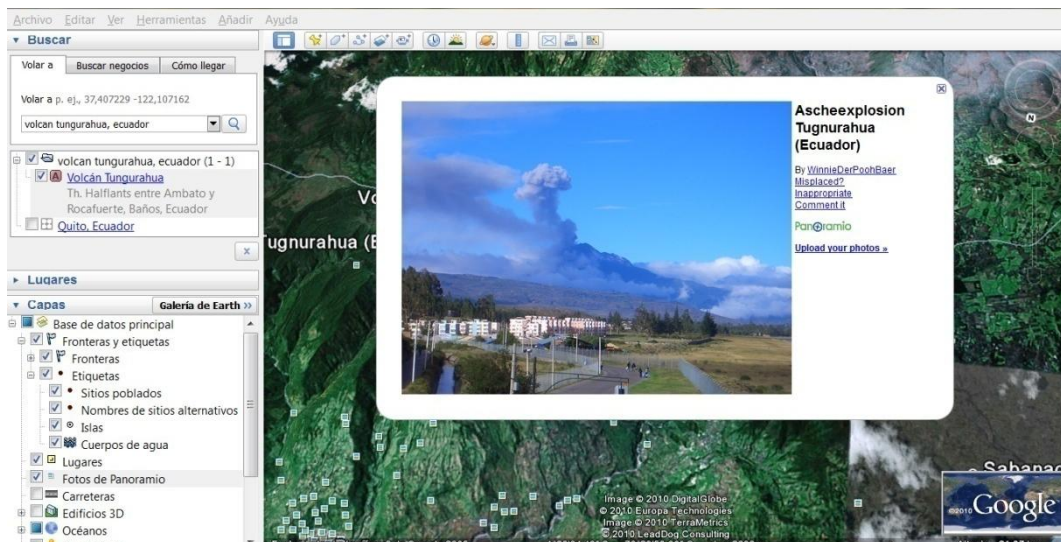 Archivo Editar Ver Herramientas Añadir Ayuda
Buscar
Volar a Buscar negocios Cómo llegar
Volar a p. ej., 37,407229 -122,107162
volcan tungurahua, ecuador
volcan tungurahua, ecuador (1 - 1)
A Volcán Tungurahua
Th. Halflants entre Ambato y
Rocafuerte, Baños, Ecuador
Quito, Ecuador
x
Lugares
Capas Galería de Earth »
Base de datos principal
Fronteras y etiquetas
Fronteras
Etiquetas
Sitios poblados
Nombres de sitios alternativos
Islas
Cuerpos de agua
Lugares
Fotos de Panoramio
Carreteras
Edificios 3D
Océanos
Tugnurahua (E
N
Ascheexplosion
Tugnurahua
(Ecuador)
By WinnieDerPoohBaer
Misplaced?
Inappropriate
Comment it
Panoramio
Upload your photos »
Sabanag
Image © 2010 DigitalGlobe
© 2010 Europa Technologies
Image © 2010 TerraMetrics
© 2010 LeadDog Consulting
©2010 Google